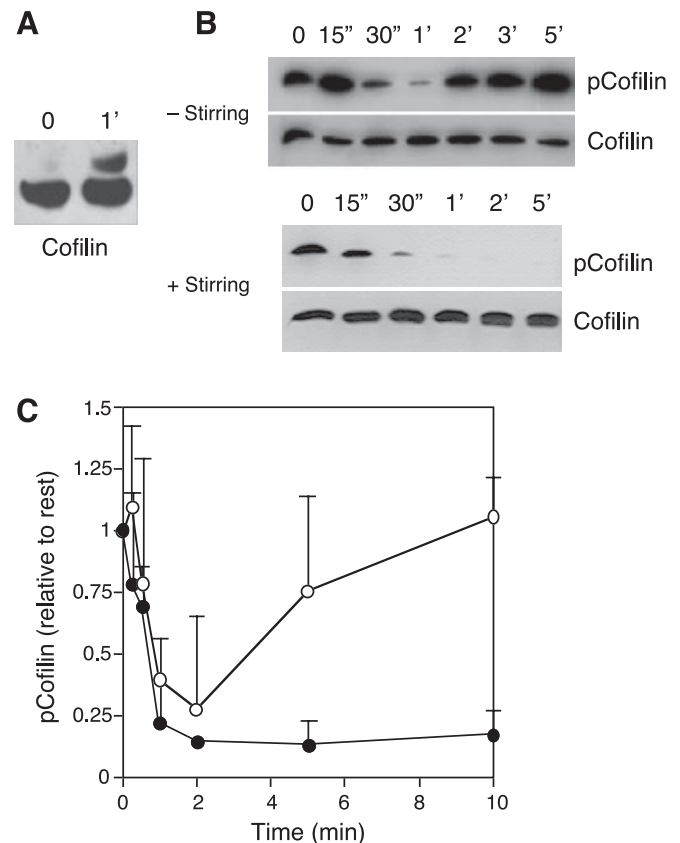 A
0 1’
Cofilin
B
0 15” 30” 1’ 2’ 3’ 5’
pCofilin
– Stirring
Cofilin
0 15” 30” 1’ 2’ 5’
pCofilin
+ Stirring
Cofilin
C
1.5
1.25
1
0.75
0.5
0.25
0
pCofilin (relative to rest)
0 2 4 6 8 10
Time (min)